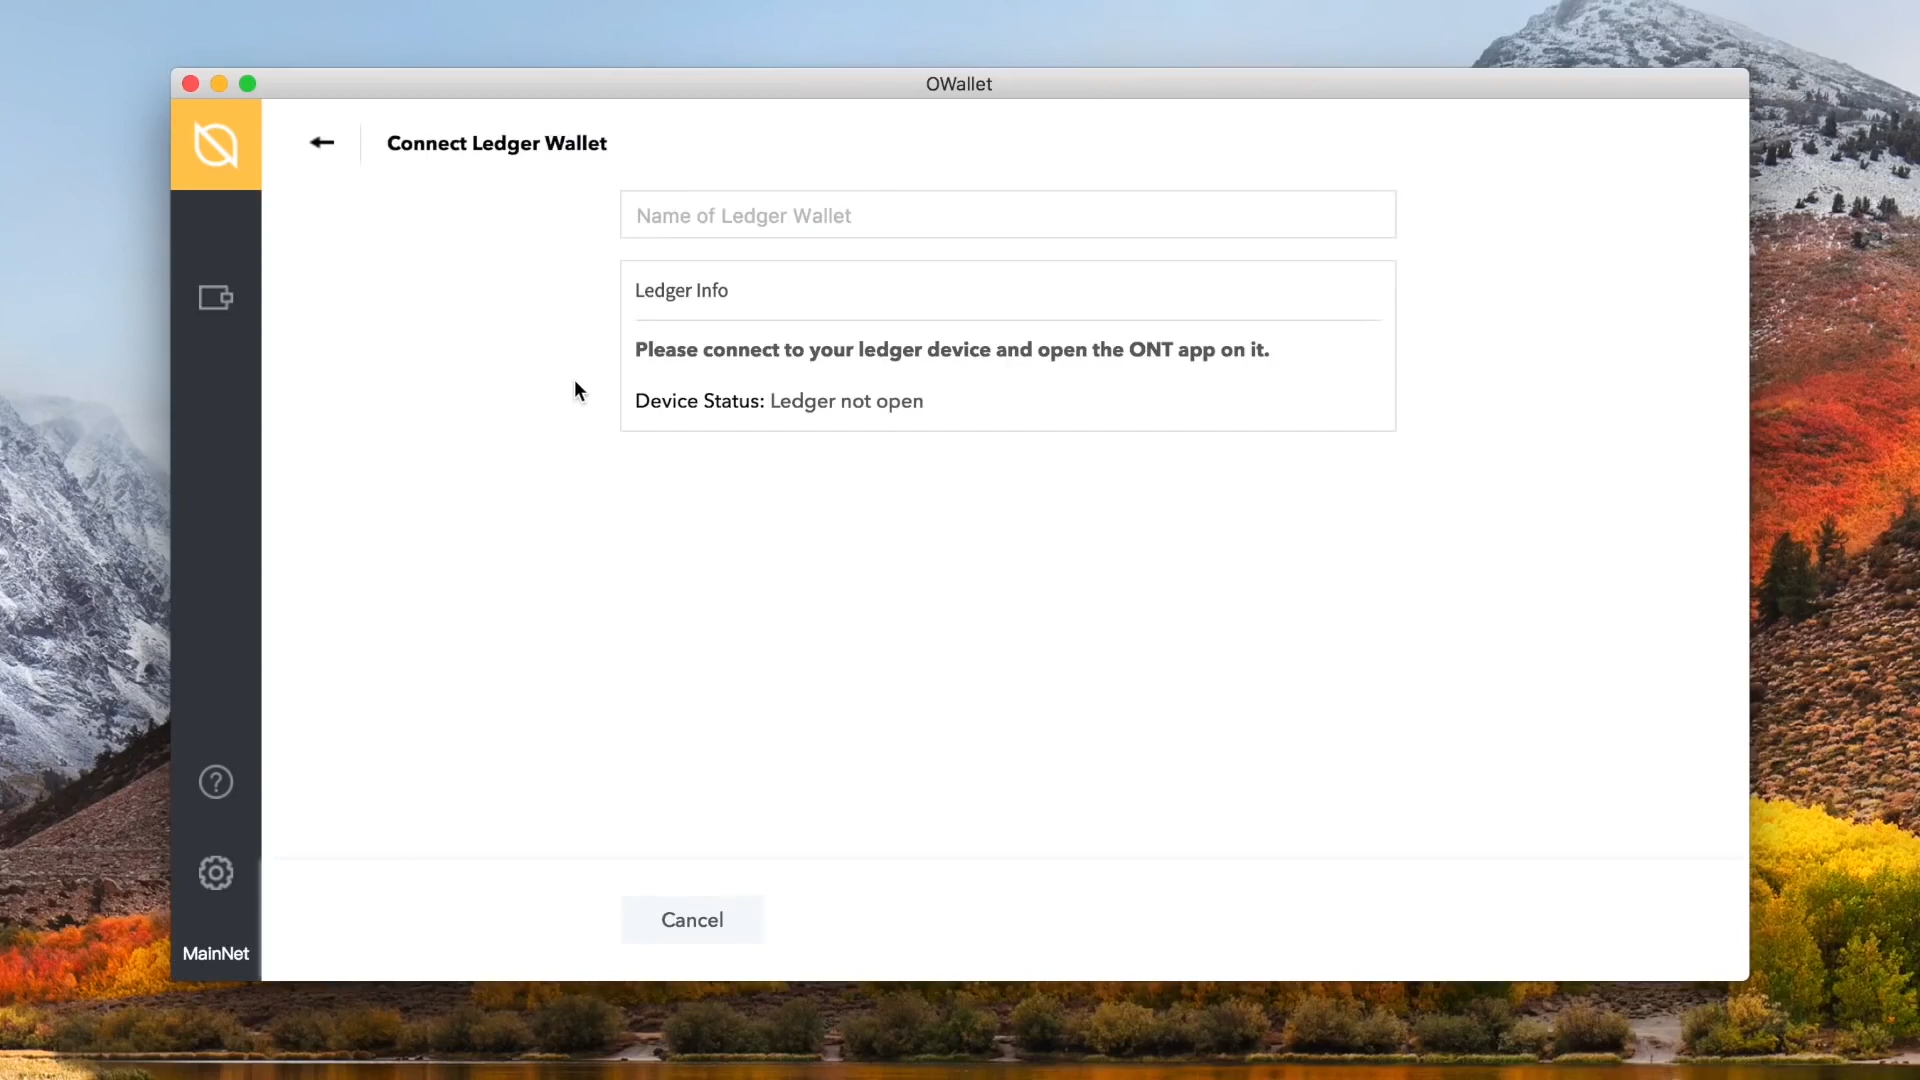 OWallet
Connect Ledger Wallet
Name of Ledger Wallet
Ledger Info
Please connect to your ledger device and open the ONT app on it.
Device Status: Ledger not open
Cancel
MainNet